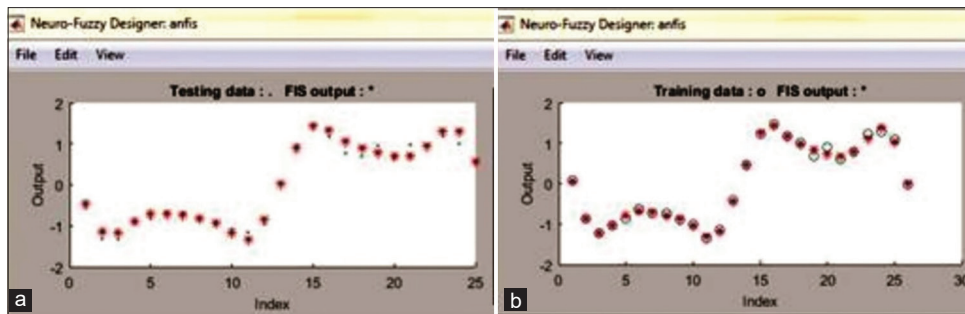 Neuro-Fuzzy Designer: anfis
File Edit View
Testing data : . FIS output : *
Output
2
1
0
-1
-2
0 5 10 15 20 25
Index
a
Neuro-Fuzzy Designer: anfis
File Edit View
Training data : o FIS output : *
Output
2
1
0
-1
-2
0 5 10 15 20 25 30
Index
b